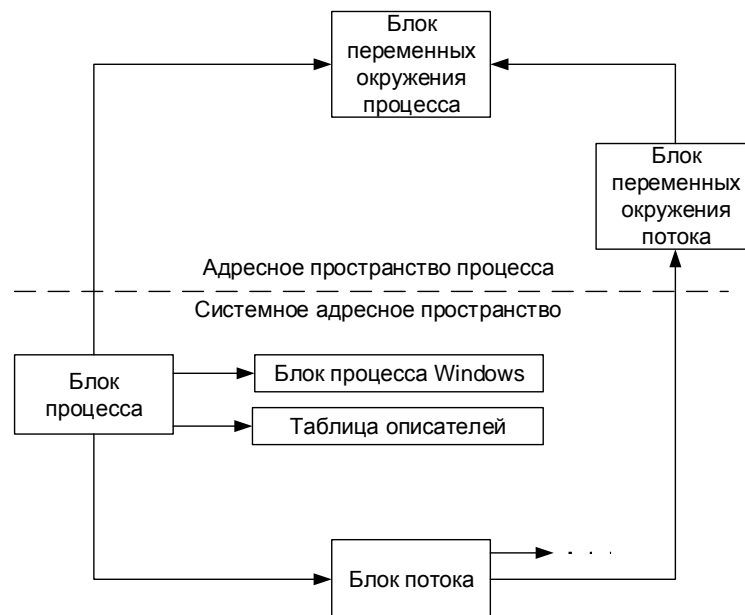 Блок
переменных
окружения
процесса
Блок
переменных
окружения
потока
Адресное пространство процесса
Системное адресное пространство
Блок
процесса
Блок процесса Windows
Таблица описателей
Блок потока
. . .